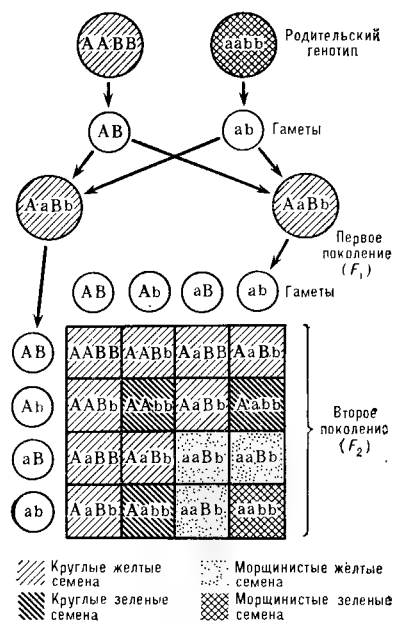 AABB aabb Родительский
генотип
AB ab Гаметы
AaBb AaBb
Первое
поколение
(F₁)
AB Ab aB ab Гаметы
AB AABB AABb AaBB AaBb
Ab AABb AAbb AaBb Aabb
Второе
поколение
(F₂)
aB AaBB AaBb aaBb aaBb
ab AaBb Aabb aaBb aabb
Круглые желтые
семена
Морщинистые желтые
семена
Круглые зеленые
семена
Морщинистые зеленые
семена